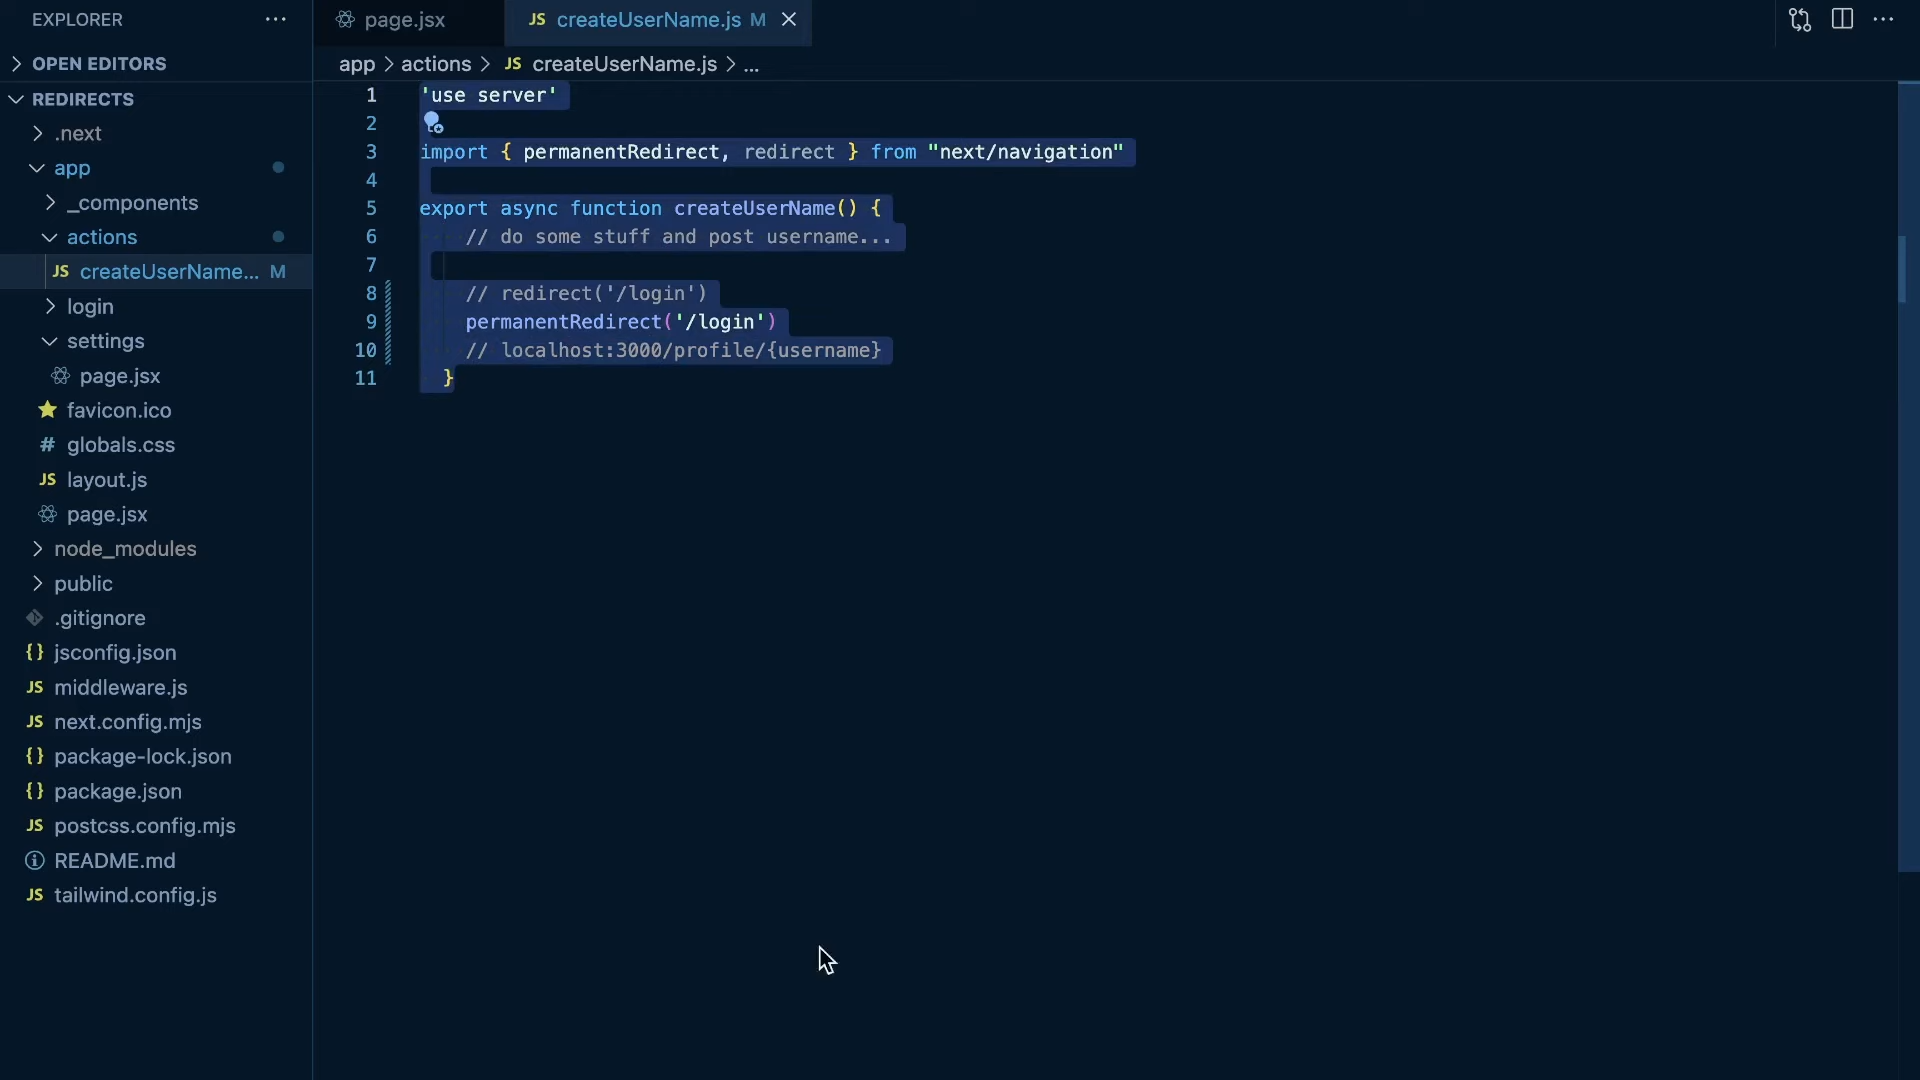 EXPLORER
OPEN EDITORS
REDIRECTS
.next
app
_components
actions
JS createUserName... M
login
settings
page.jsx
favicon.ico
# globals.css
JS layout.js
page.jsx
node_modules
public
.gitignore
{} jsconfig.json
JS middleware.js
JS next.config.mjs
{} package-lock.json
{} package.json
JS postcss.config.mjs
README.md
JS tailwind.config.js
page.jsx
JS createUserName.js M
app > actions > JS createUserName.js > ...
1 'use server'
2
3 import { permanentRedirect, redirect } from "next/navigation"
4
5 export async function createUserName() {
6 // do some stuff and post username...
7
8 // redirect('/login')
9 permanentRedirect('/login')
10 // localhost:3000/profile/{username}
11 }